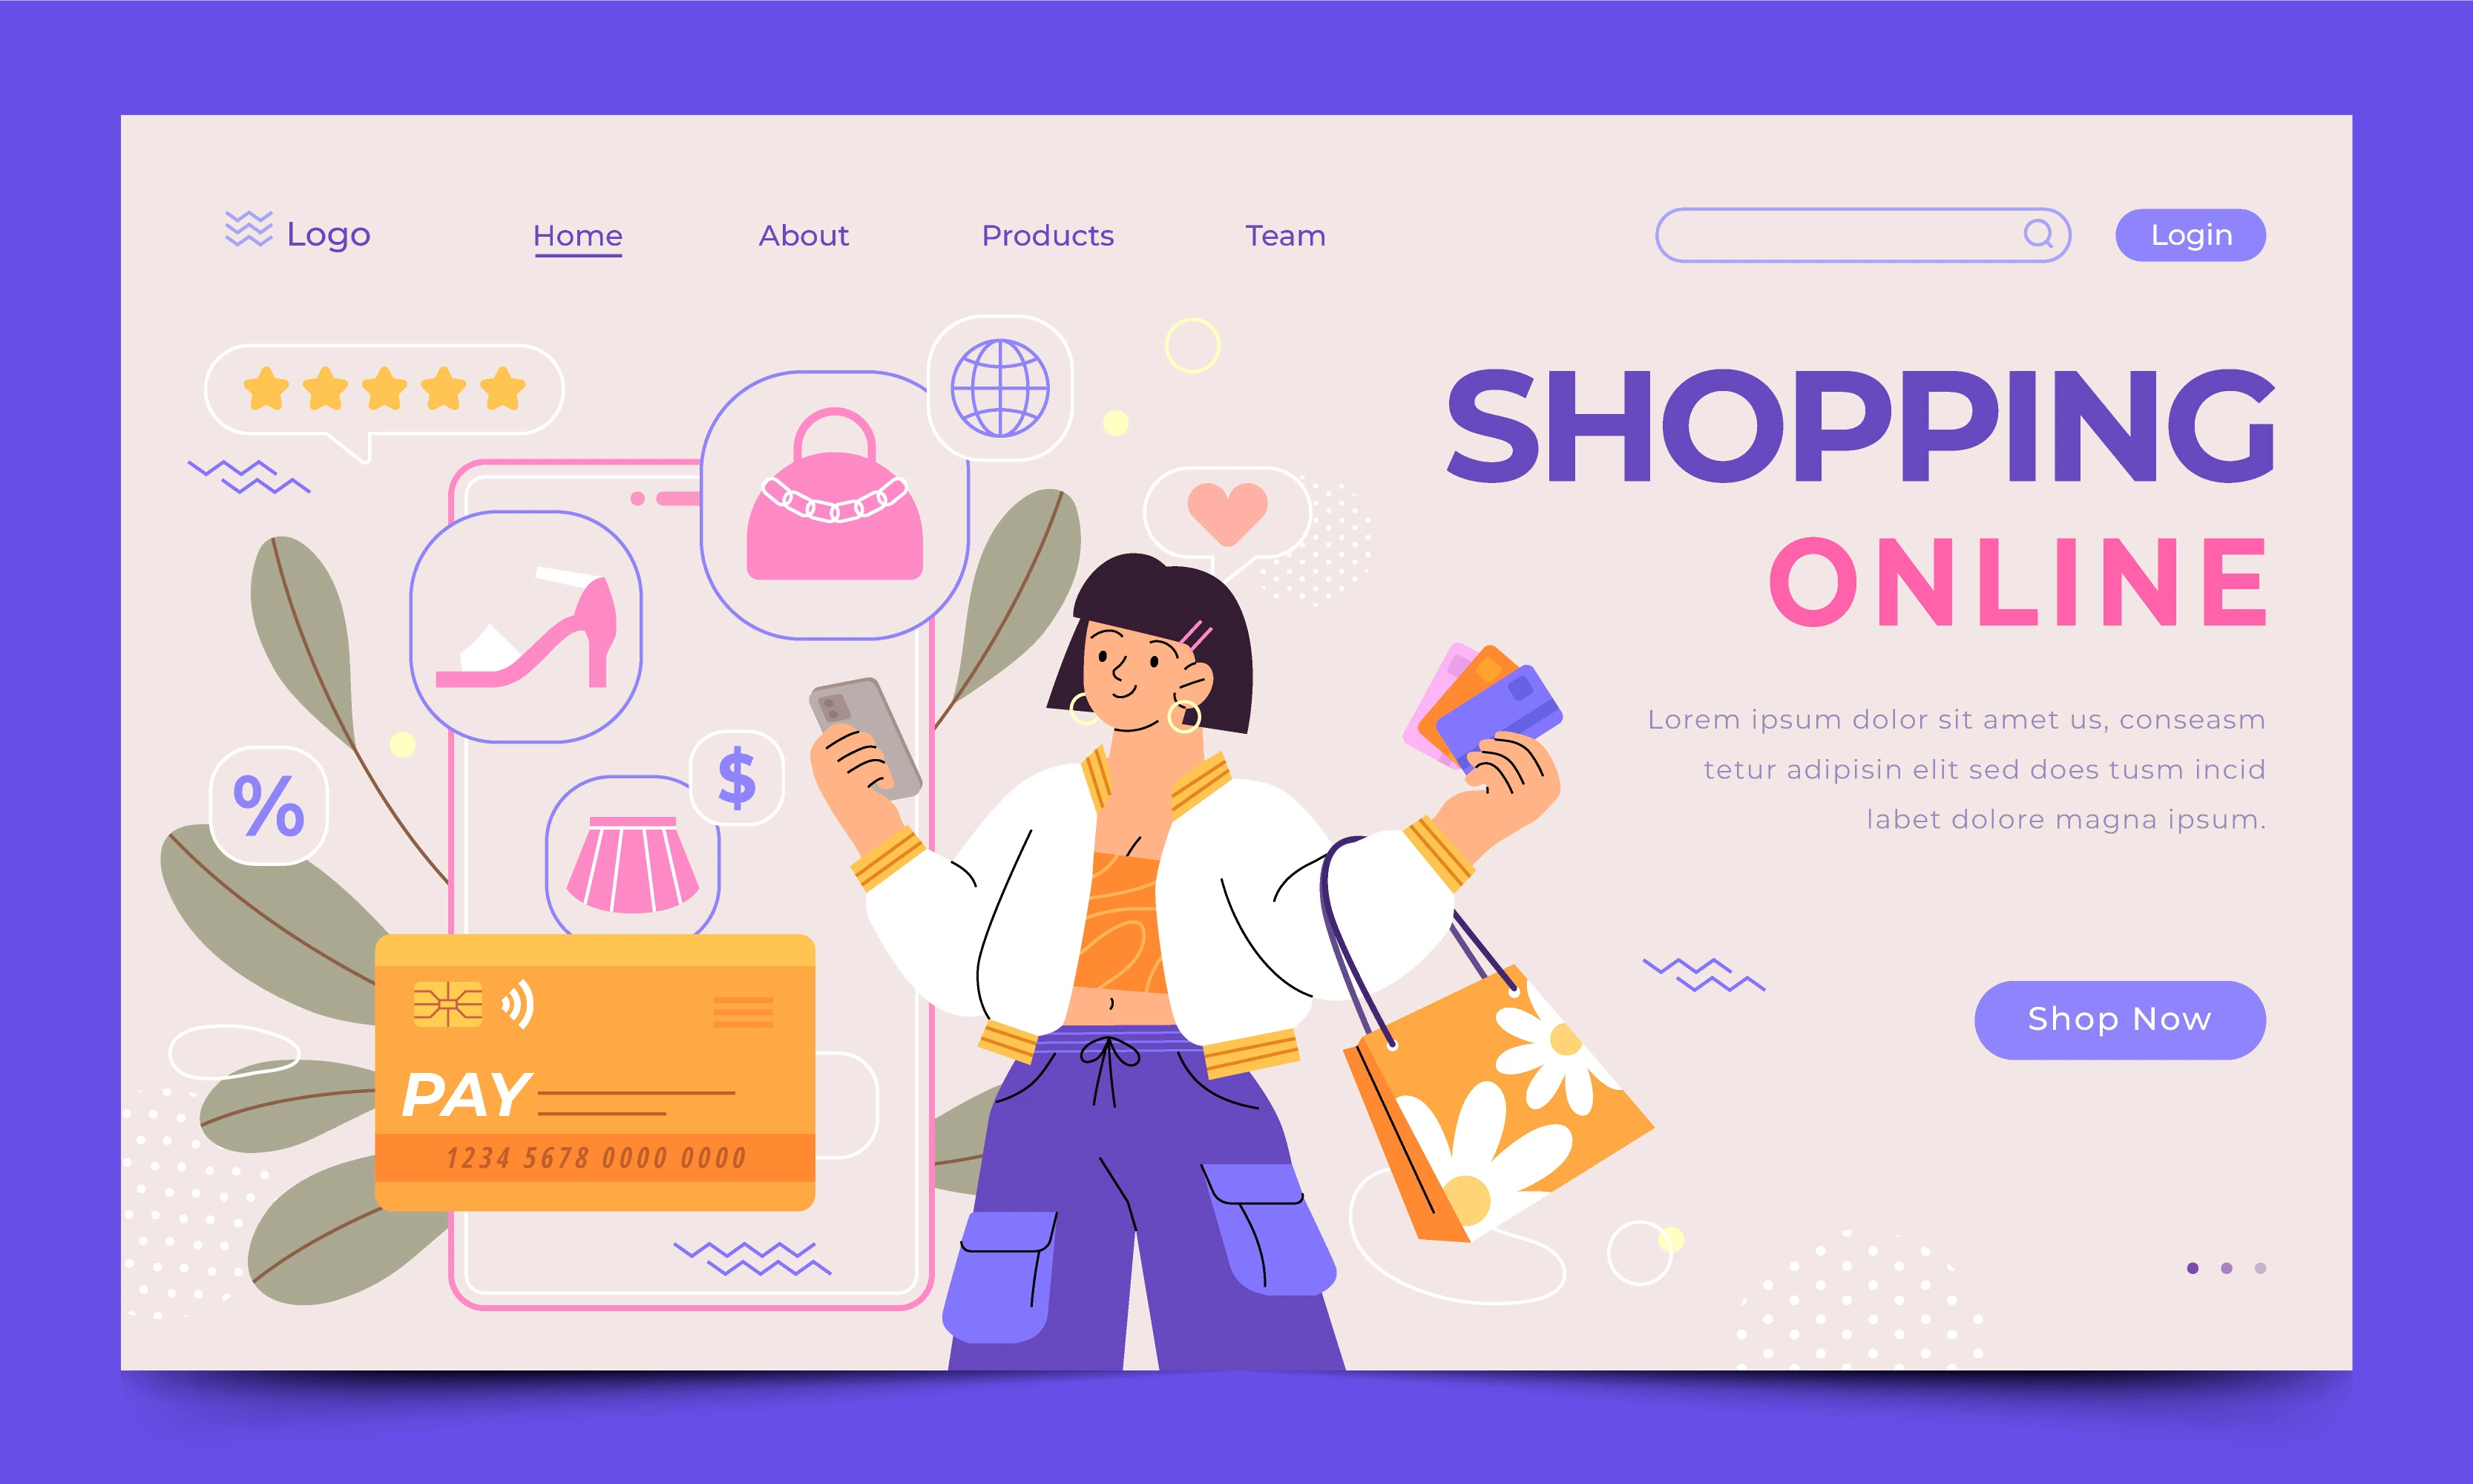 Logo
Home
About
Products
Team
Login
SHOPPING
ONLINE
Lorem ipsum dolor sit amet us, conseasm
tetur adipisin elit sed does tusm incid
labet dolore magna ipsum.
Shop Now
%
$
PAY
1234 5678 0000 0000